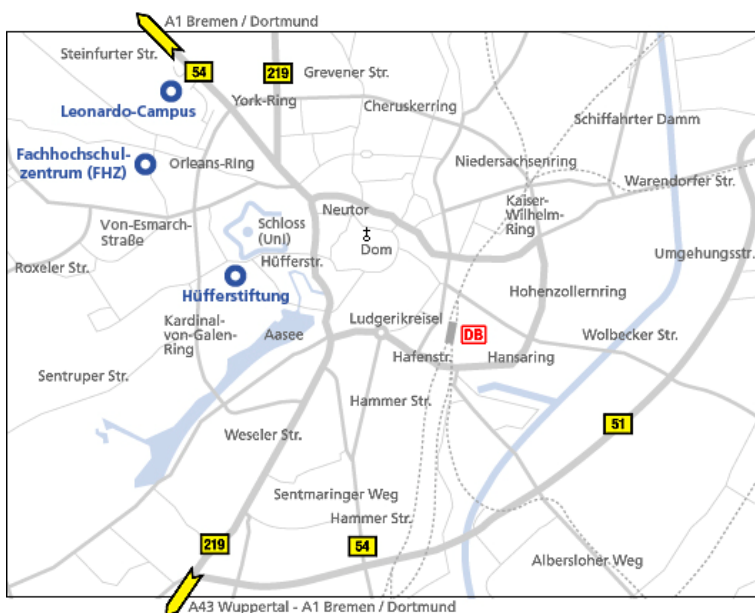 A1 Bremen / Dortmund
Steinfurter Str.
54
219
Grevener Str.
Leonardo-Campus
York-Ring
Cheruskerring
Schiffahrter Damm
Fachhochschul-
zentrum (FHZ)
Orleans-Ring
Niedersachsenring
Warendorfer Str.
Kaiser-
Wilhelm-
Ring
Neutor
Von-Esmarch-
Straße
Schloss
(UnI)
Dom
Umgehungsstr.
Roxeler Str.
Hüfferstr.
Hüfferstiftung
Hohenzollernring
Kardinal-
von-Galen-
Ring
Aasee
Ludgerikreisel
DB
Wolbecker Str.
Hafenstr.
Hansaring
Sentruper Str.
Hammer Str.
51
Weseler Str.
Sentmaringer Weg
Hammer Str.
219
54
Albersloher Weg
A43 Wuppertal - A1 Bremen / Dortmund